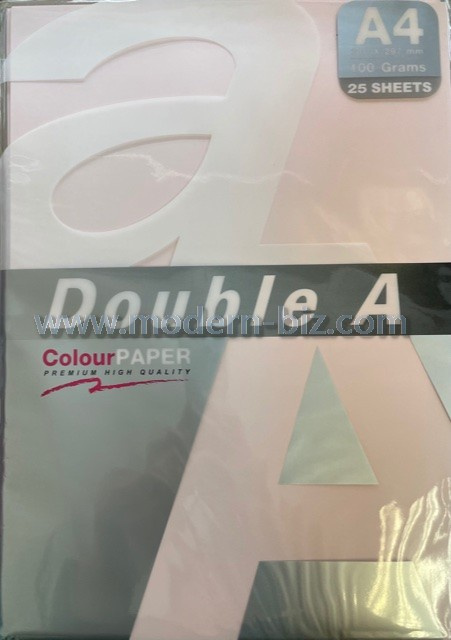 A4
100 Grams
25 SHEETS
Double A
www.modern-biz.com
ColourPAPER
PREMIUM HIGH QUALITY